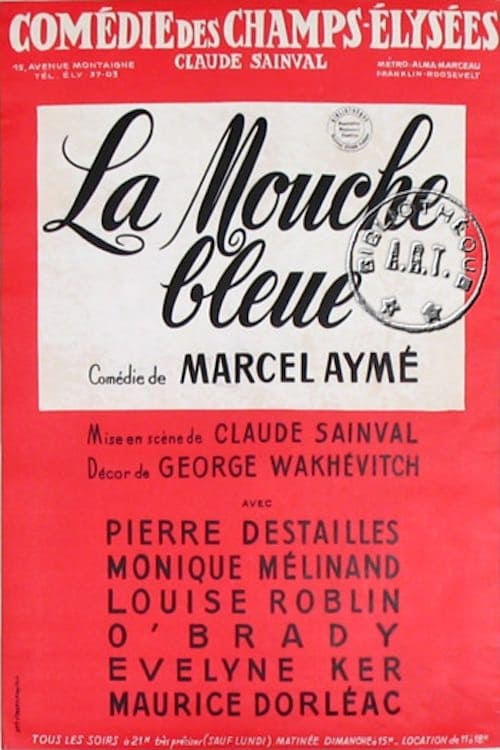 COMÉDIE DES CHAMPS-ÉLYSÉES
15, AVENUE MONTAIGNE
TÉL. ÉLY 37-03
CLAUDE SAINVAL
MÉTRO: ALMA-MARCEAU
FRANKLIN-ROOSEVELT
BIBLIOTHÈQUE
La Mouche
bleue
BIBLIOTHÈQUE
A.R.T.
Comédie de MARCEL AYMÉ
Mise en scène de CLAUDE SAINVAL
Décor de GEORGE WAKHÉVITCH
AVEC
PIERRE DESTAILLES
MONIQUE MÉLINAND
LOUISE ROBLIN
O'BRADY
EVELYNE KER
MAURICE DORLÉAC
TOUS LES SOIRS à 21H très précises (SAUF LUNDI) MATINÉE DIMANCHE à 15H - LOCATION de 11 à 18H